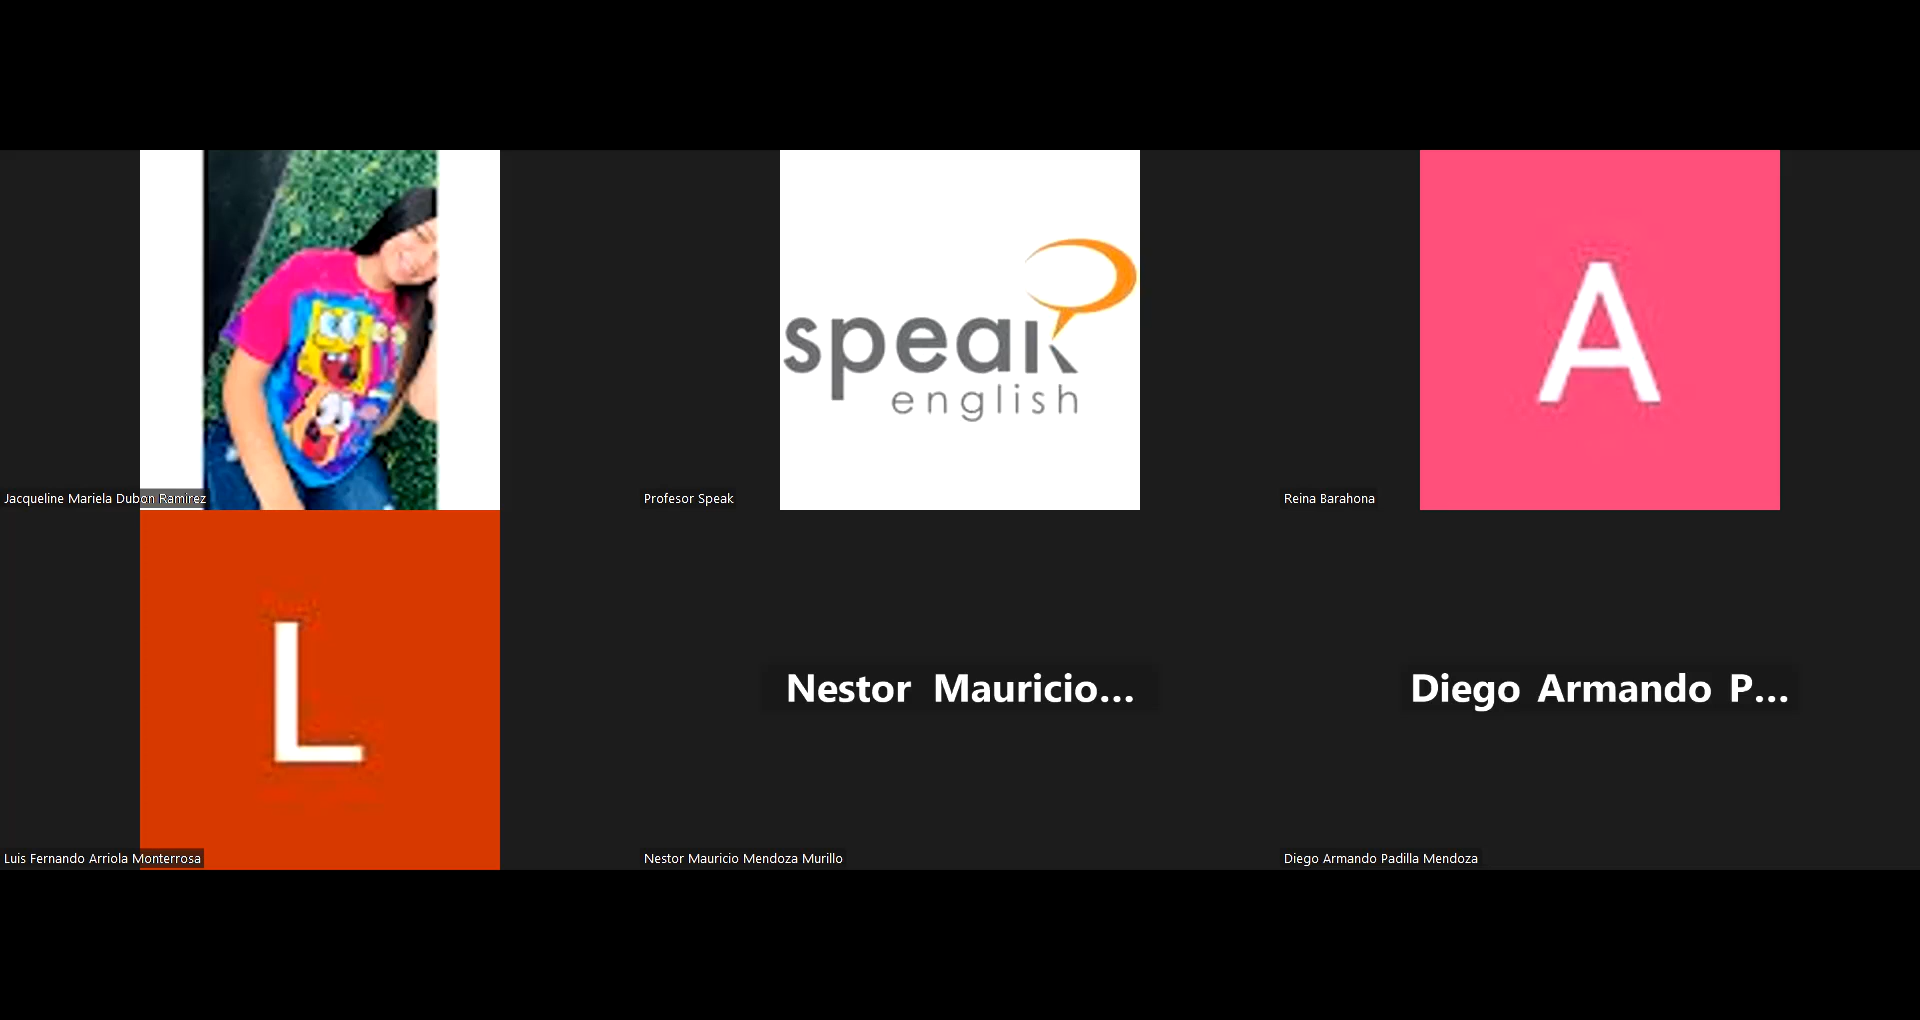 speak
english
A
Jacqueline Mariela Dubon Ramirez
Profesor Speak
Reina Barahona
L
Nestor Mauricio...
Diego Armando P...
Luis Fernando Arriola Monterrosa
Nestor Mauricio Mendoza Murillo
Diego Armando Padilla Mendoza